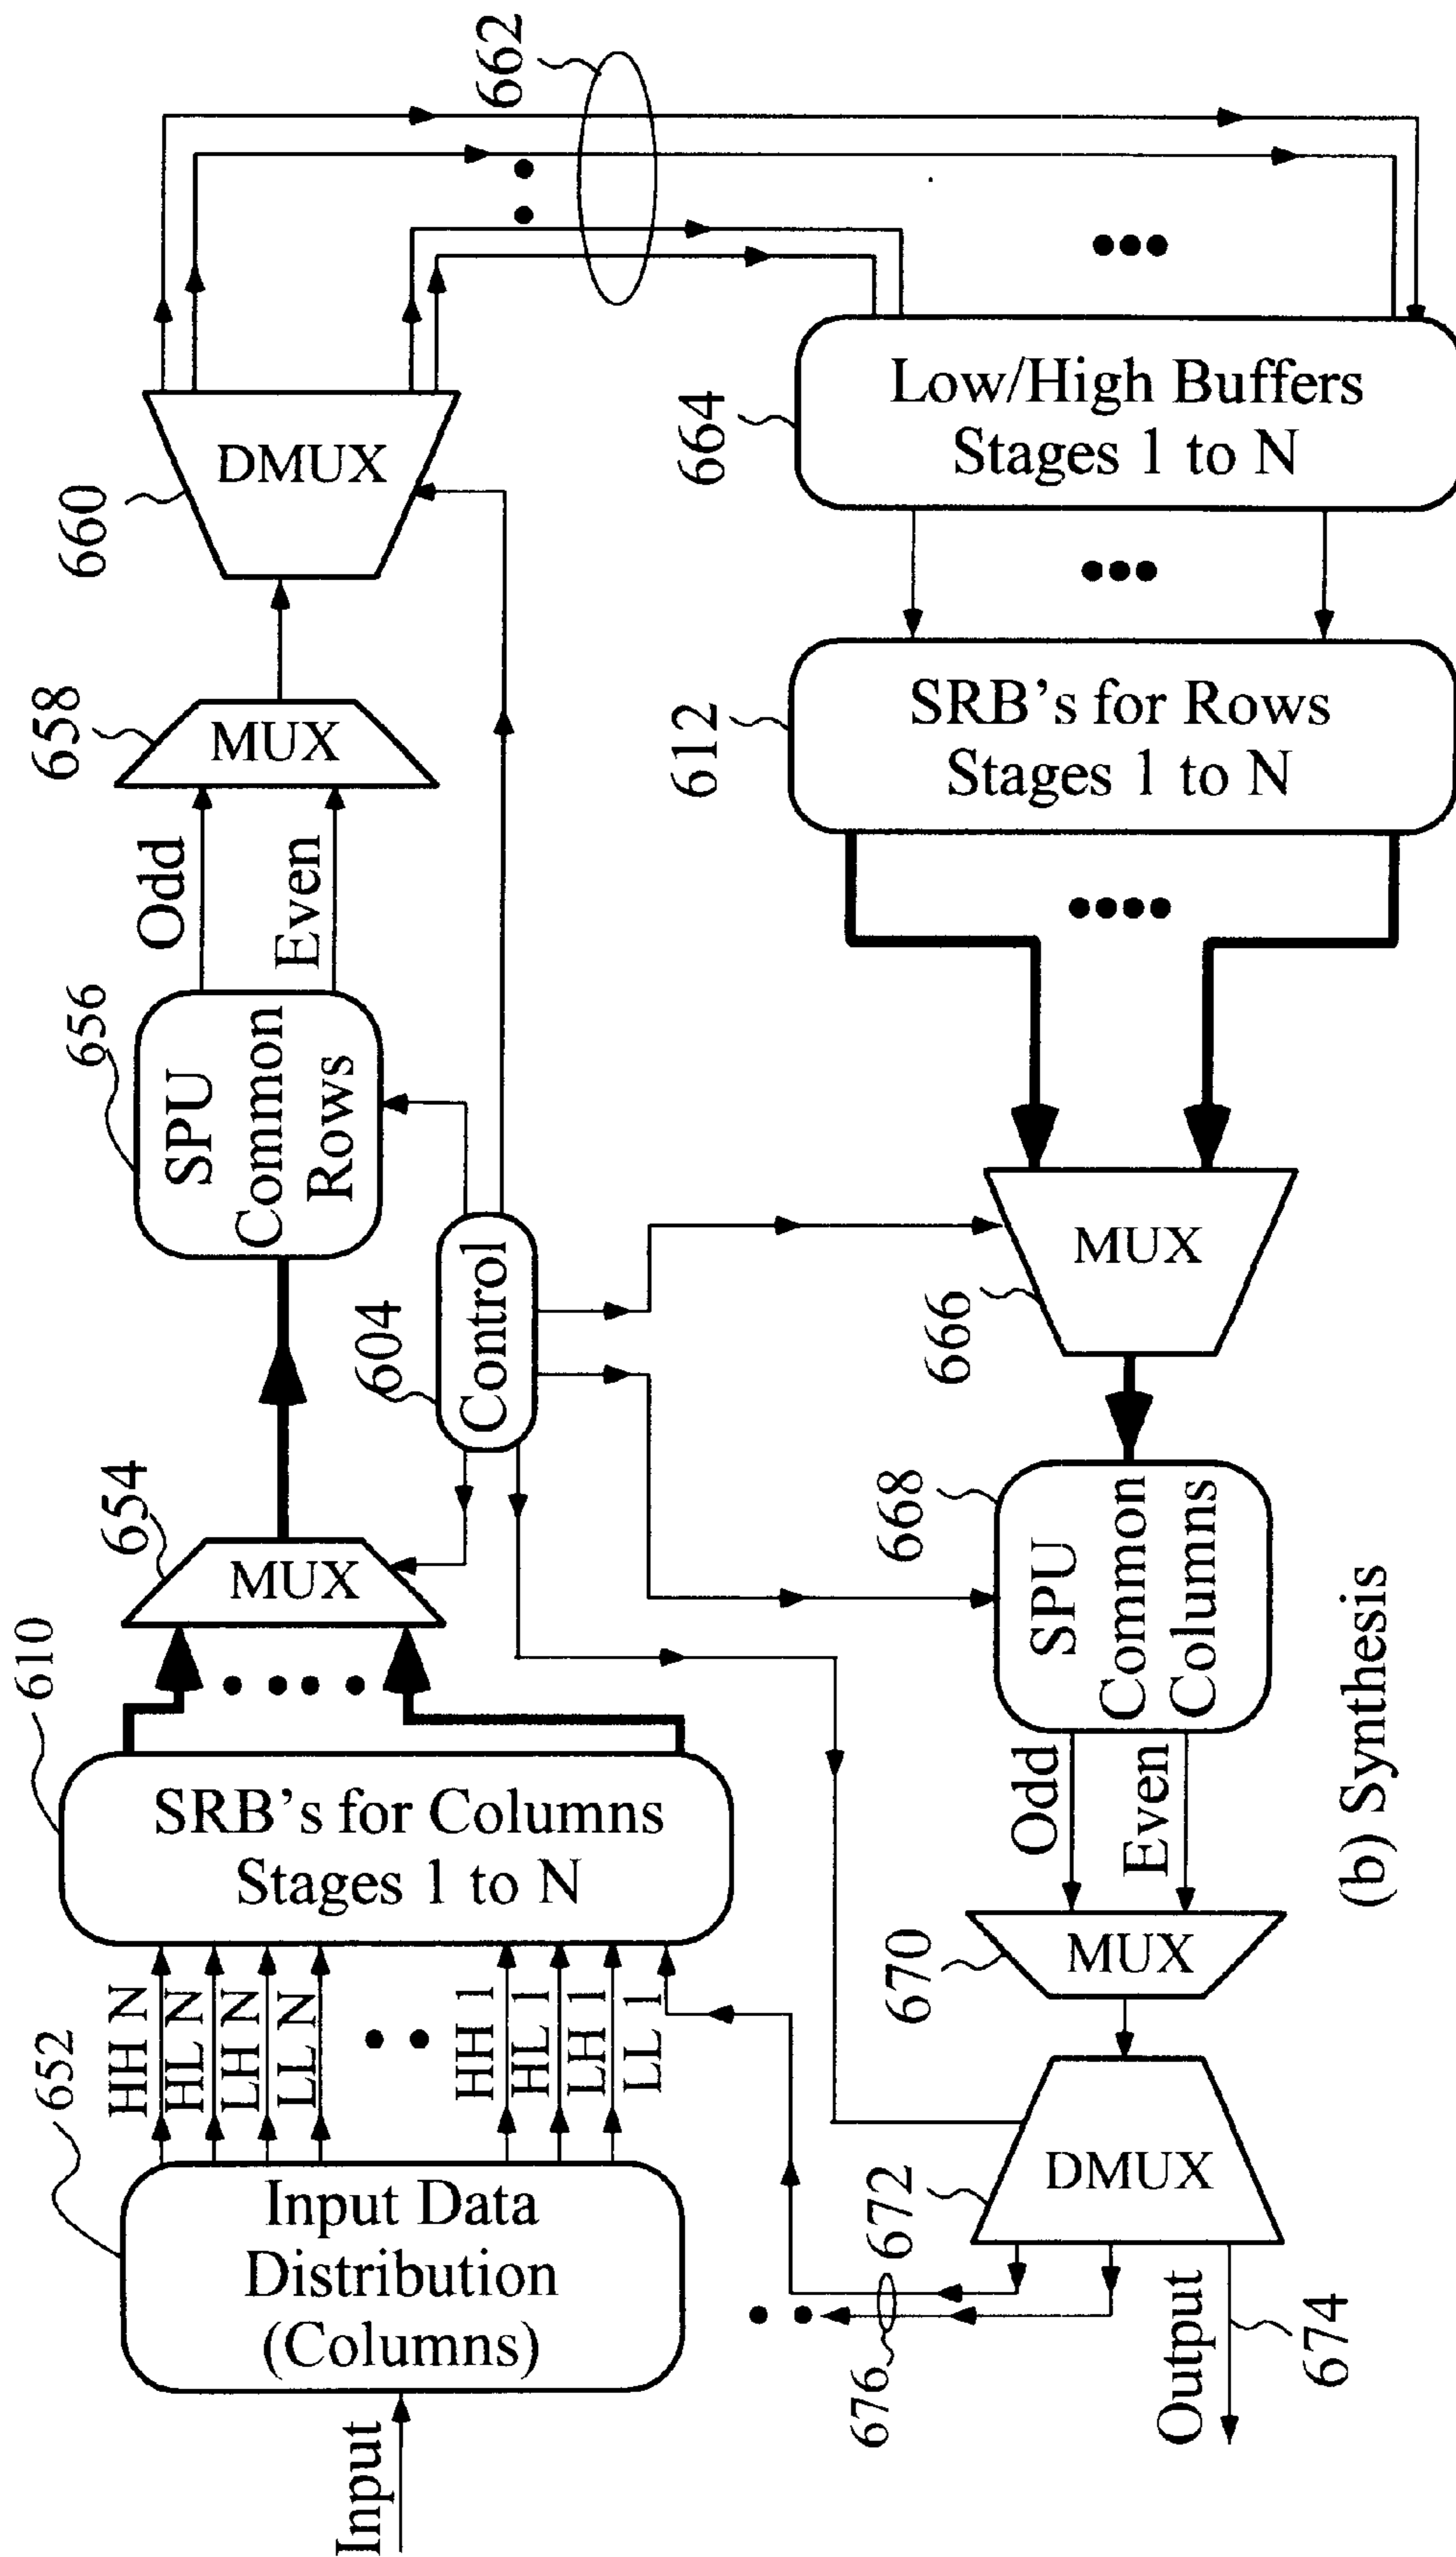 Input
652
Input Data
Distribution
(Columns)
HH N
HL N
LH N
LL N
HH 1
HL 1
LH 1
LL 1
610
SRB's for Columns
Stages 1 to N
654
MUX
656
SPU
Common
Rows
Odd
Even
658
MUX
660
DMUX
662
604
Control
664
Low/High Buffers
Stages 1 to N
612
SRB's for Rows
Stages 1 to N
666
MUX
668
SPU
Common
Columns
Odd
Even
670
MUX
672
DMUX
676
Output
674
(b) Synthesis